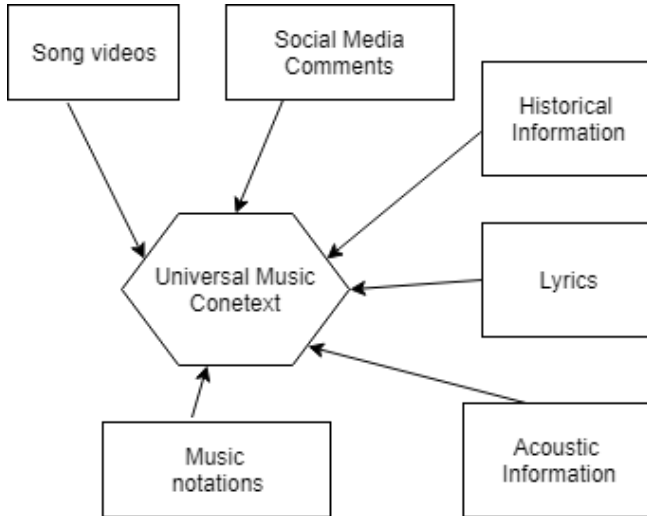 Song videos
Social Media
Comments
Historical
Information
Universal Music
Conetext
Lyrics
Music
notations
Acoustic
Information